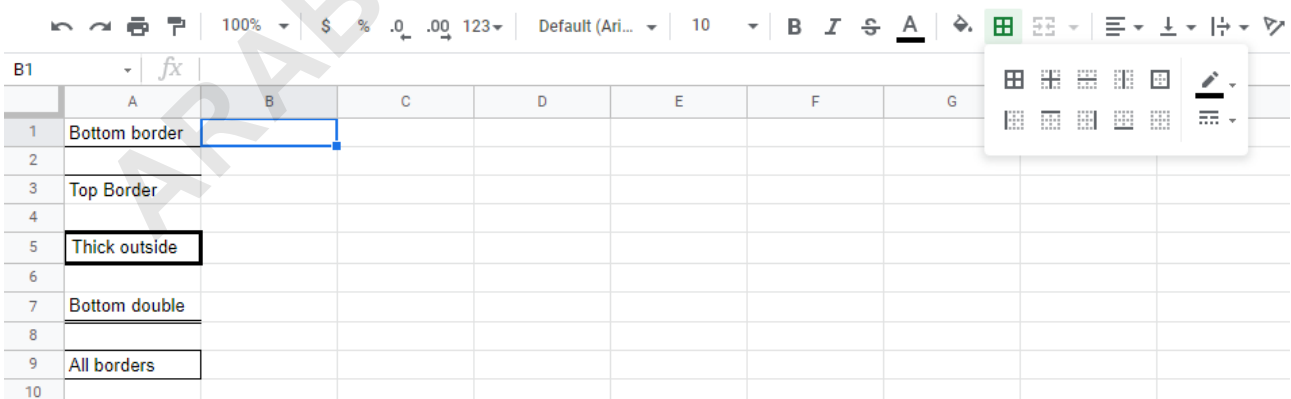 100% $ % .0 .00 123 Default (Ari... 10 B I S A
B1 fx
A B C D E F G
1 Bottom border
2
3 Top Border
4
5 Thick outside
6
7 Bottom double
8
9 All borders
10
ARAB